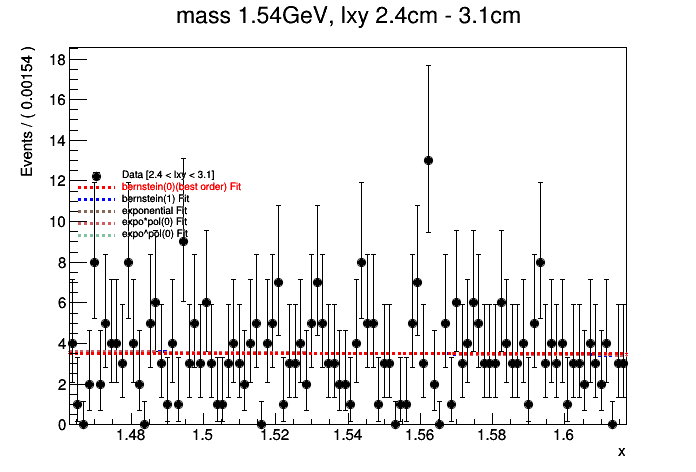 mass 1.54GeV, lxy 2.4cm - 3.1cm
Events / ( 0.00154 )
18
16
14
12
10
8
6
4
2
0
Data [2.4 < lxy < 3.1]
bernstein(0)(best order) Fit
bernstein(1) Fit
exponential Fit
expo*pol(0) Fit
expo^pol(0) Fit
1.48 1.5 1.52 1.54 1.56 1.58 1.6
x